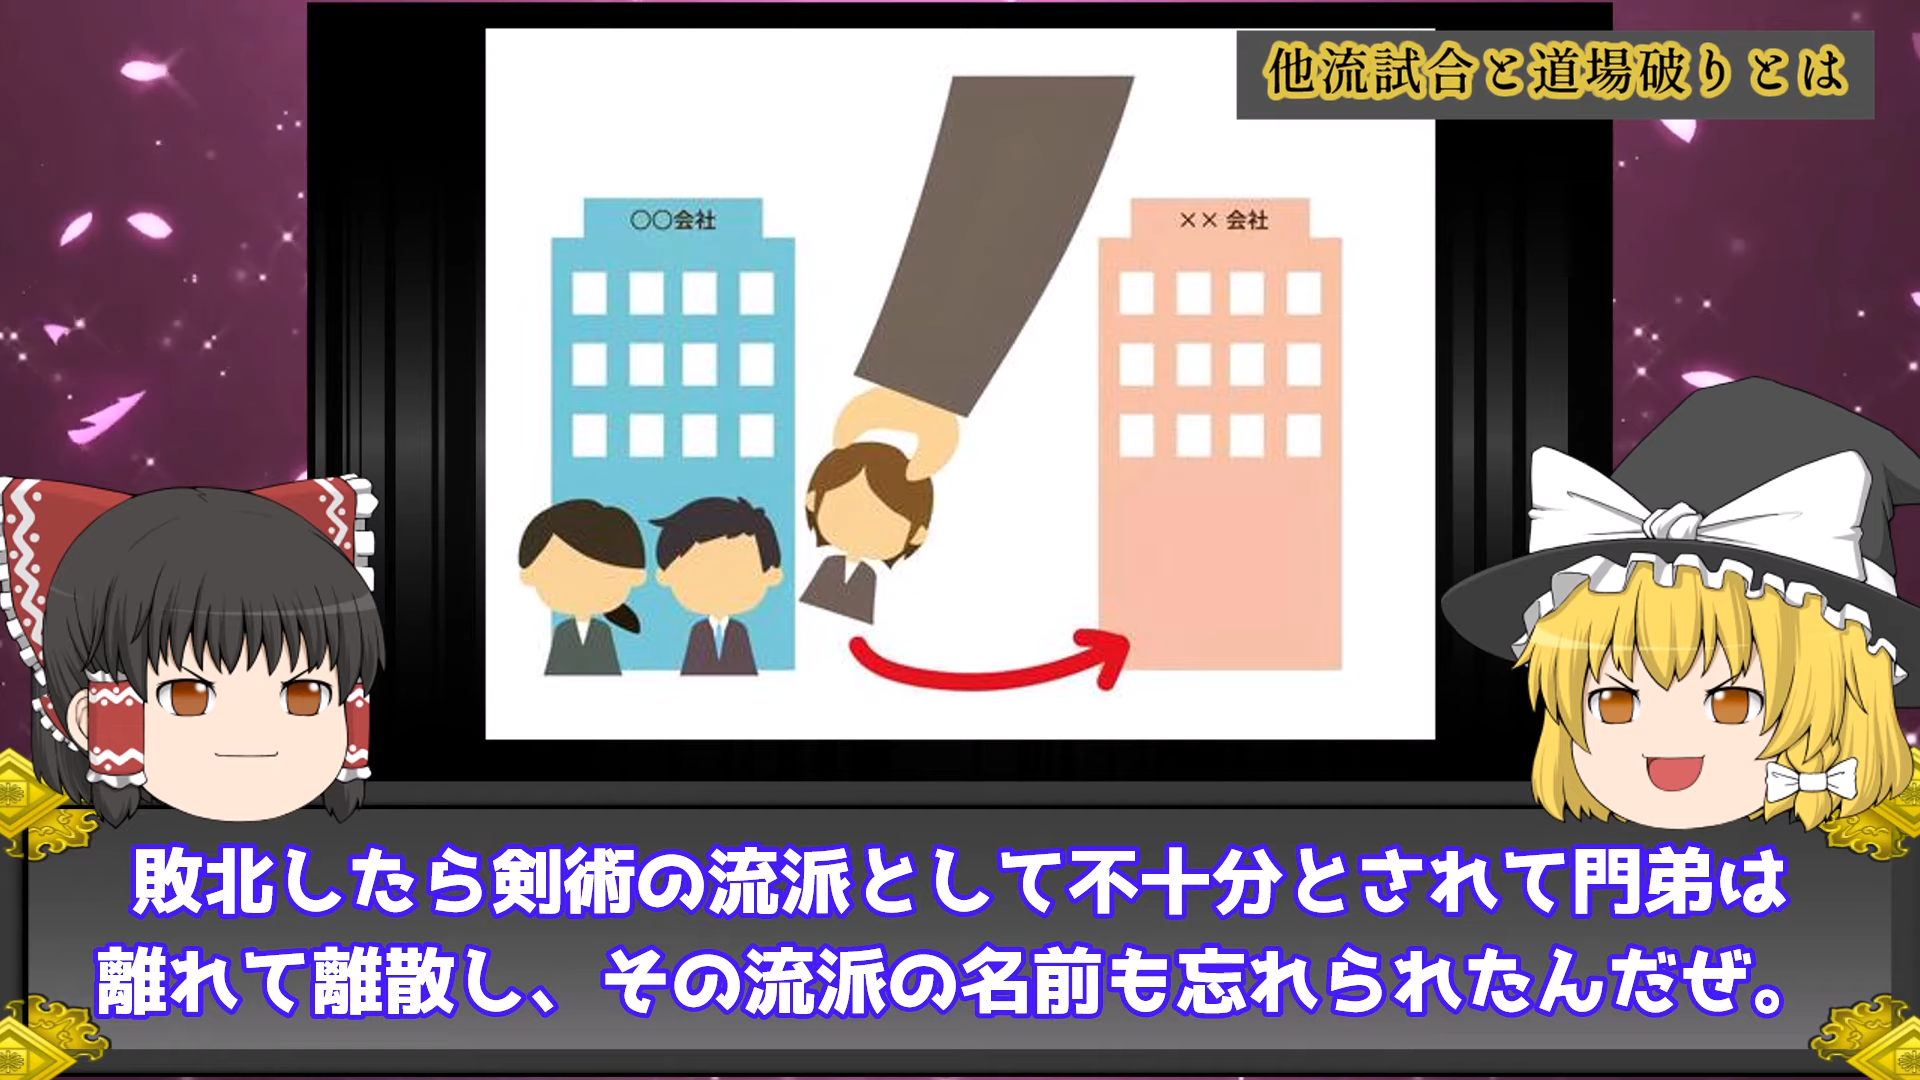 他流試合と道場破りとは
〇〇会社
×× 会社
敗北したら剣術の流派として不十分とされて門弟は
離れて離散し、その流派の名前も忘れられたんだぜ。